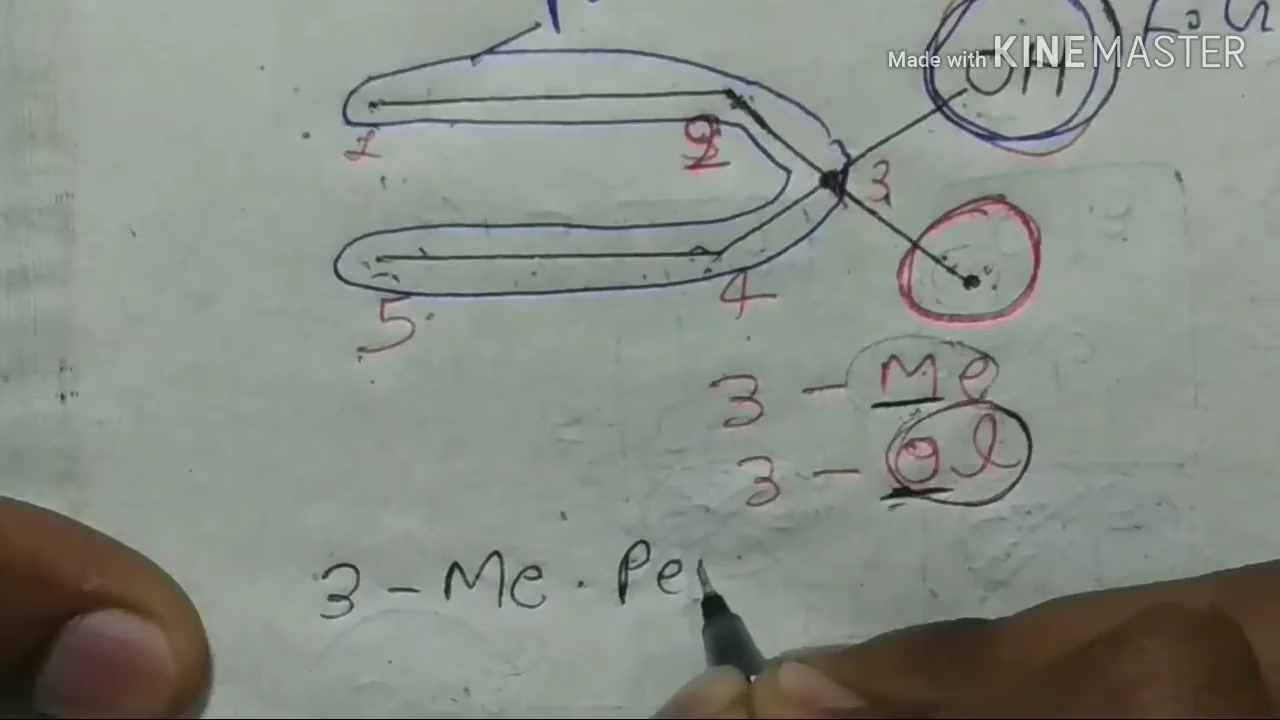 Made with KINEMASTER
OH
1
2
3
5
4
3 - Me
3 - Ol
3 - Me . Pe